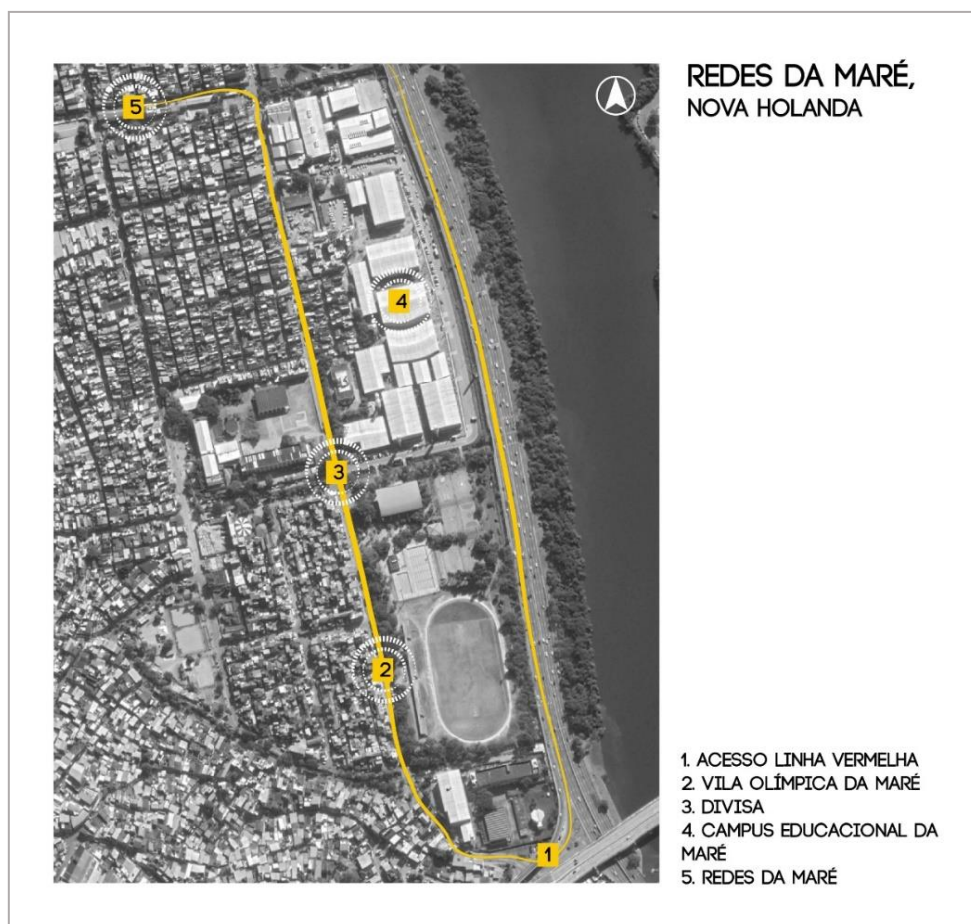 REDES DA MARÉ,
NOVA HOLANDA
5
4
3
2
1
1. ACESSO LINHA VERMELHA
2. VILA OLÍMPICA DA MARÉ
3. DIVISA
4. CAMPUS EDUCACIONAL DA
MARÉ
5. REDES DA MARÉ